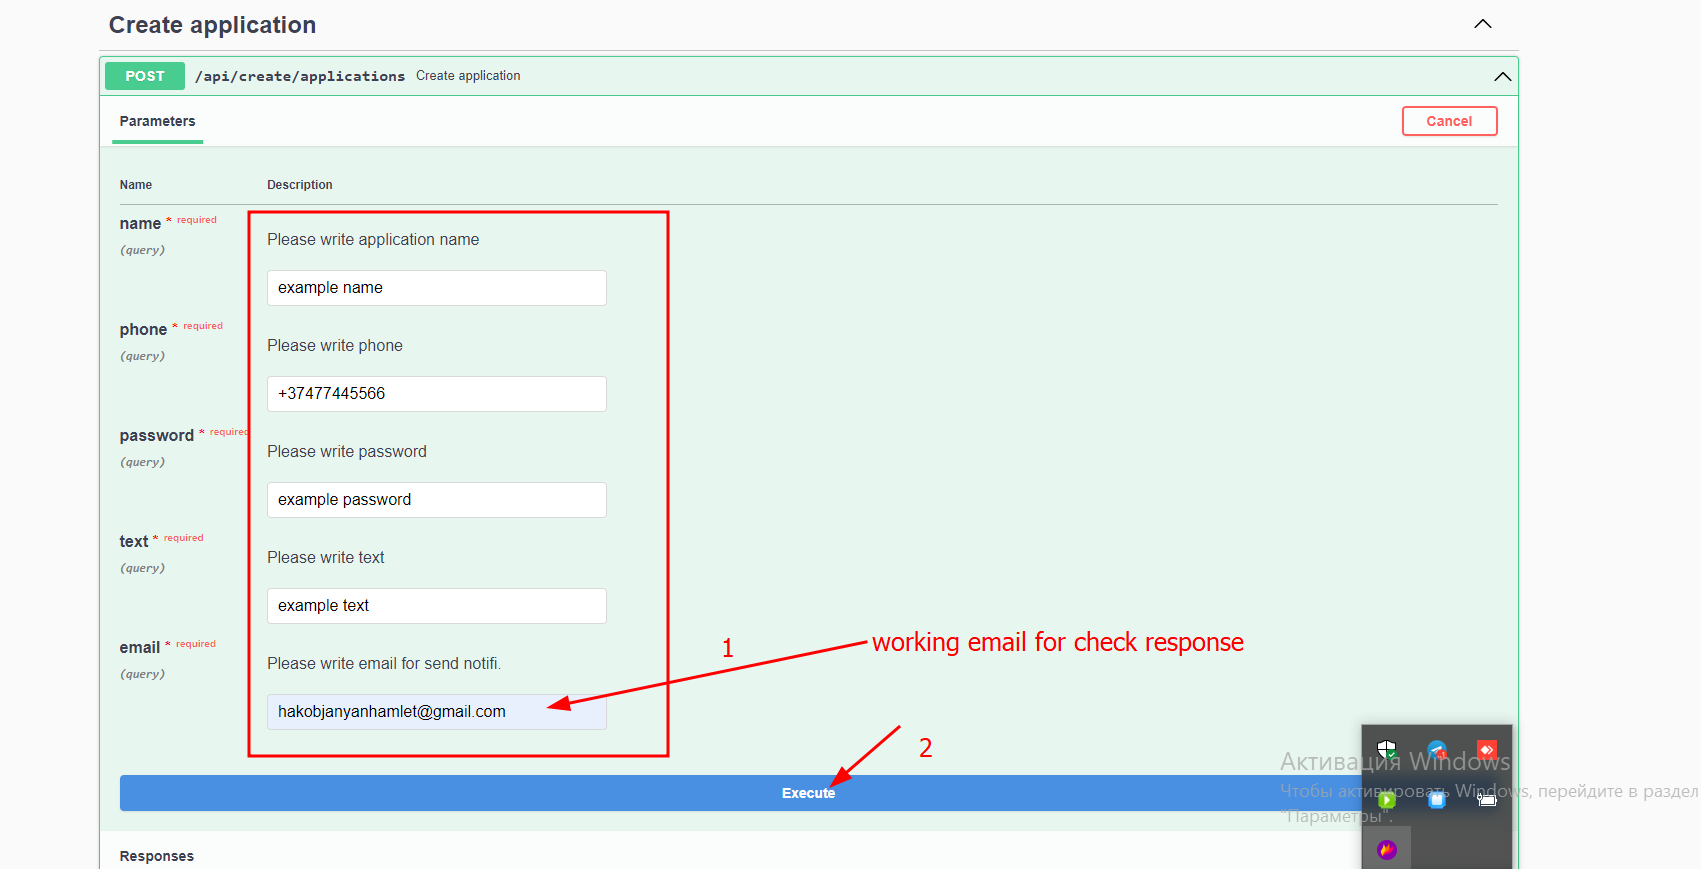 Create application
POST /api/create/applications Create application
Parameters
Cancel
Name Description
name * required
(query)
Please write application name
example name
phone * required
(query)
Please write phone
+37477445566
password * required
(query)
Please write password
example password
text * required
(query)
Please write text
example text
email * required
(query)
Please write email for send notifi.
hakobjanyanhamlet@gmail.com
1
working email for check response
2
Execute
Активация Windows
Чтобы активировать Windows, перейдите в раздел
"Параметры".
Responses